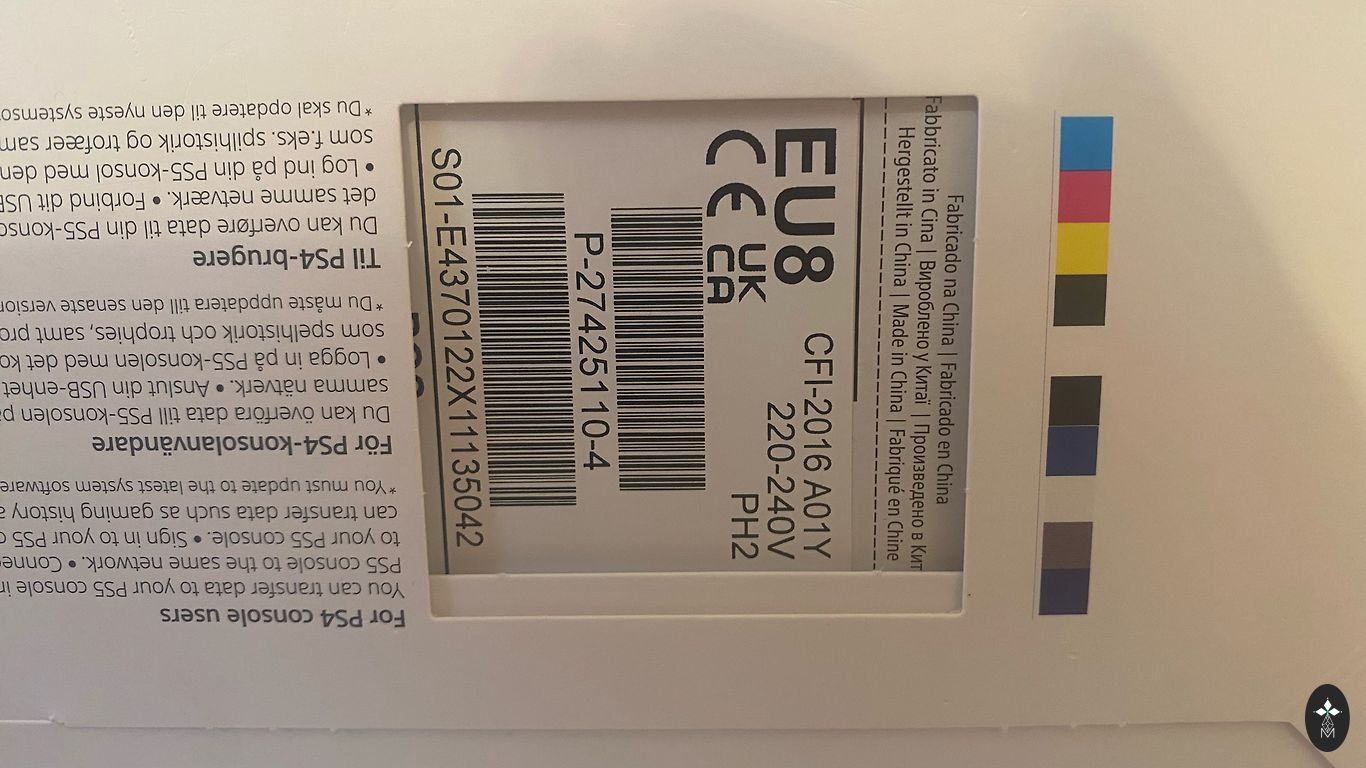 For PS4 console users
You can transfer data to your PS5 console in
PS5 console to the same network. • Connec
to your PS5 console. • Sign in to your PS5 c
can transfer data such as gaming history a
*You must update to the latest system software
För PS4-konsolanvändare
Du kan överföra data till PS5-konsolen på
samma nätverk. • Anslut din USB-enhet
• Logga in på PS5-konsolen med det ko
som spelhistorik och trophies, samt pro
*Du måste uppdatera till den senaste version
Til PS4-brugere
Du kan overføre data til din PS5-konso
det samme netværk. • Forbind dit USB
• Log ind på din PS5-konsol med den
som f.eks. spilhistorik og trofæer sam
*Du skal opdatere til den nyeste systemso
Fabricado na China | Fabricado en China
Fabbricato in Cina | Вироблено у Китаї | Произведено в Кит
Hergestellt in China | Made in China | Fabriqué en Chine
EU8 CFI-2016 A01Y
220-240V
CE UK CA PH2
P-27425110-4
S01-E4370122X11135042
M